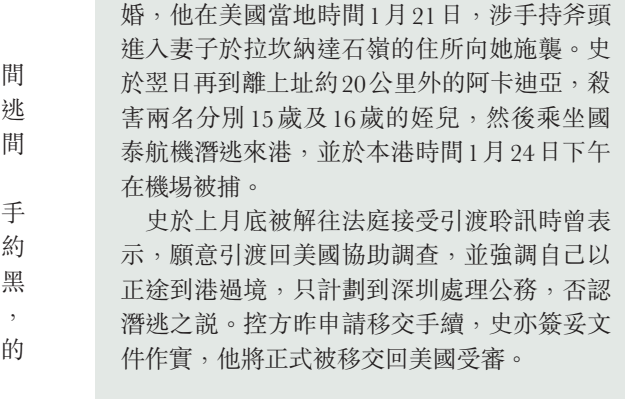 婚，他在美國當地時間1月21日，涉手持斧頭
進入妻子於拉坎納達石嶺的住所向她施襲。史
於翌日再到離上址約20公里外的阿卡迪亞，殺
害兩名分別15歲及16歲的姪兒，然後乘坐國
泰航機潛逃來港，並於本港時間1月24日下午
在機場被捕。
史於上月底被解往法庭接受引渡聆訊時曾表
示，願意引渡回美國協助調查，並強調自己以
正途到港過境，只計劃到深圳處理公務，否認
潛逃之説。控方昨申請移交手續，史亦簽妥文
件作實，他將正式被移交回美國受審。
間
逃
間
手
約
黑
，
的